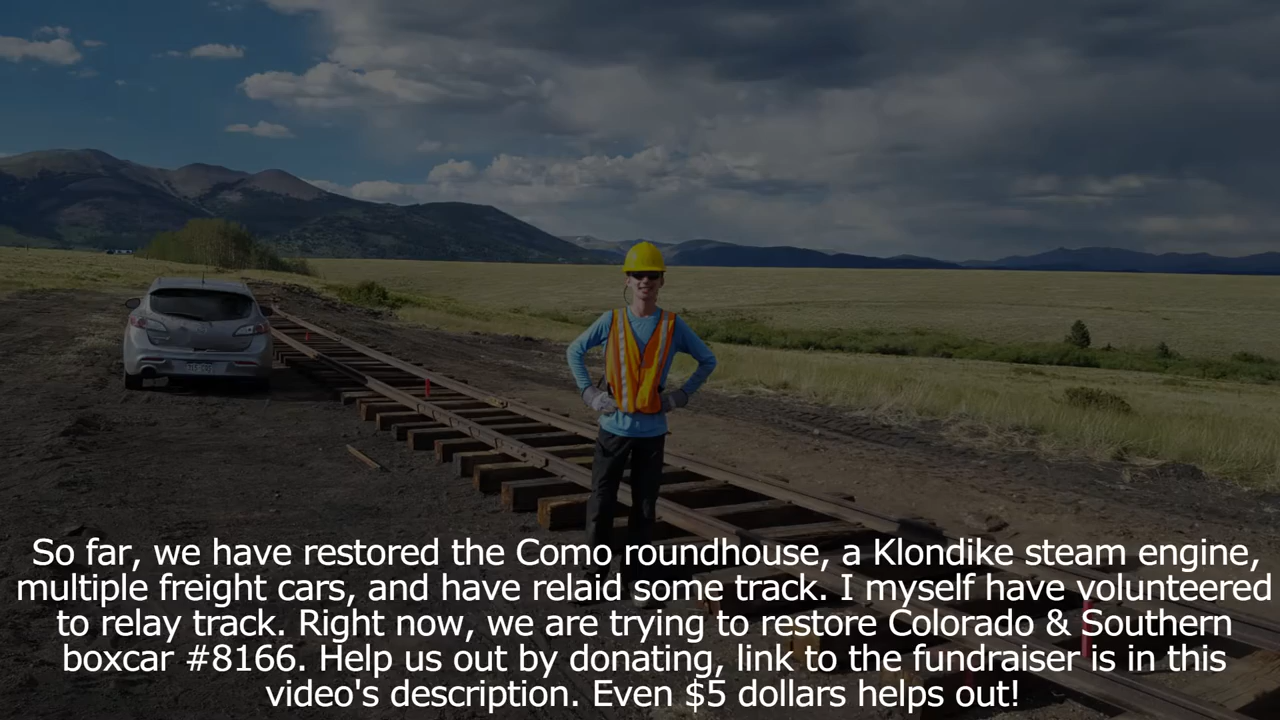 So far, we have restored the Como roundhouse, a Klondike steam engine,
multiple freight cars, and have relaid some track. I myself have volunteered
to relay track. Right now, we are trying to restore Colorado & Southern
boxcar #8166. Help us out by donating, link to the fundraiser is in this
video's description. Even $5 dollars helps out!